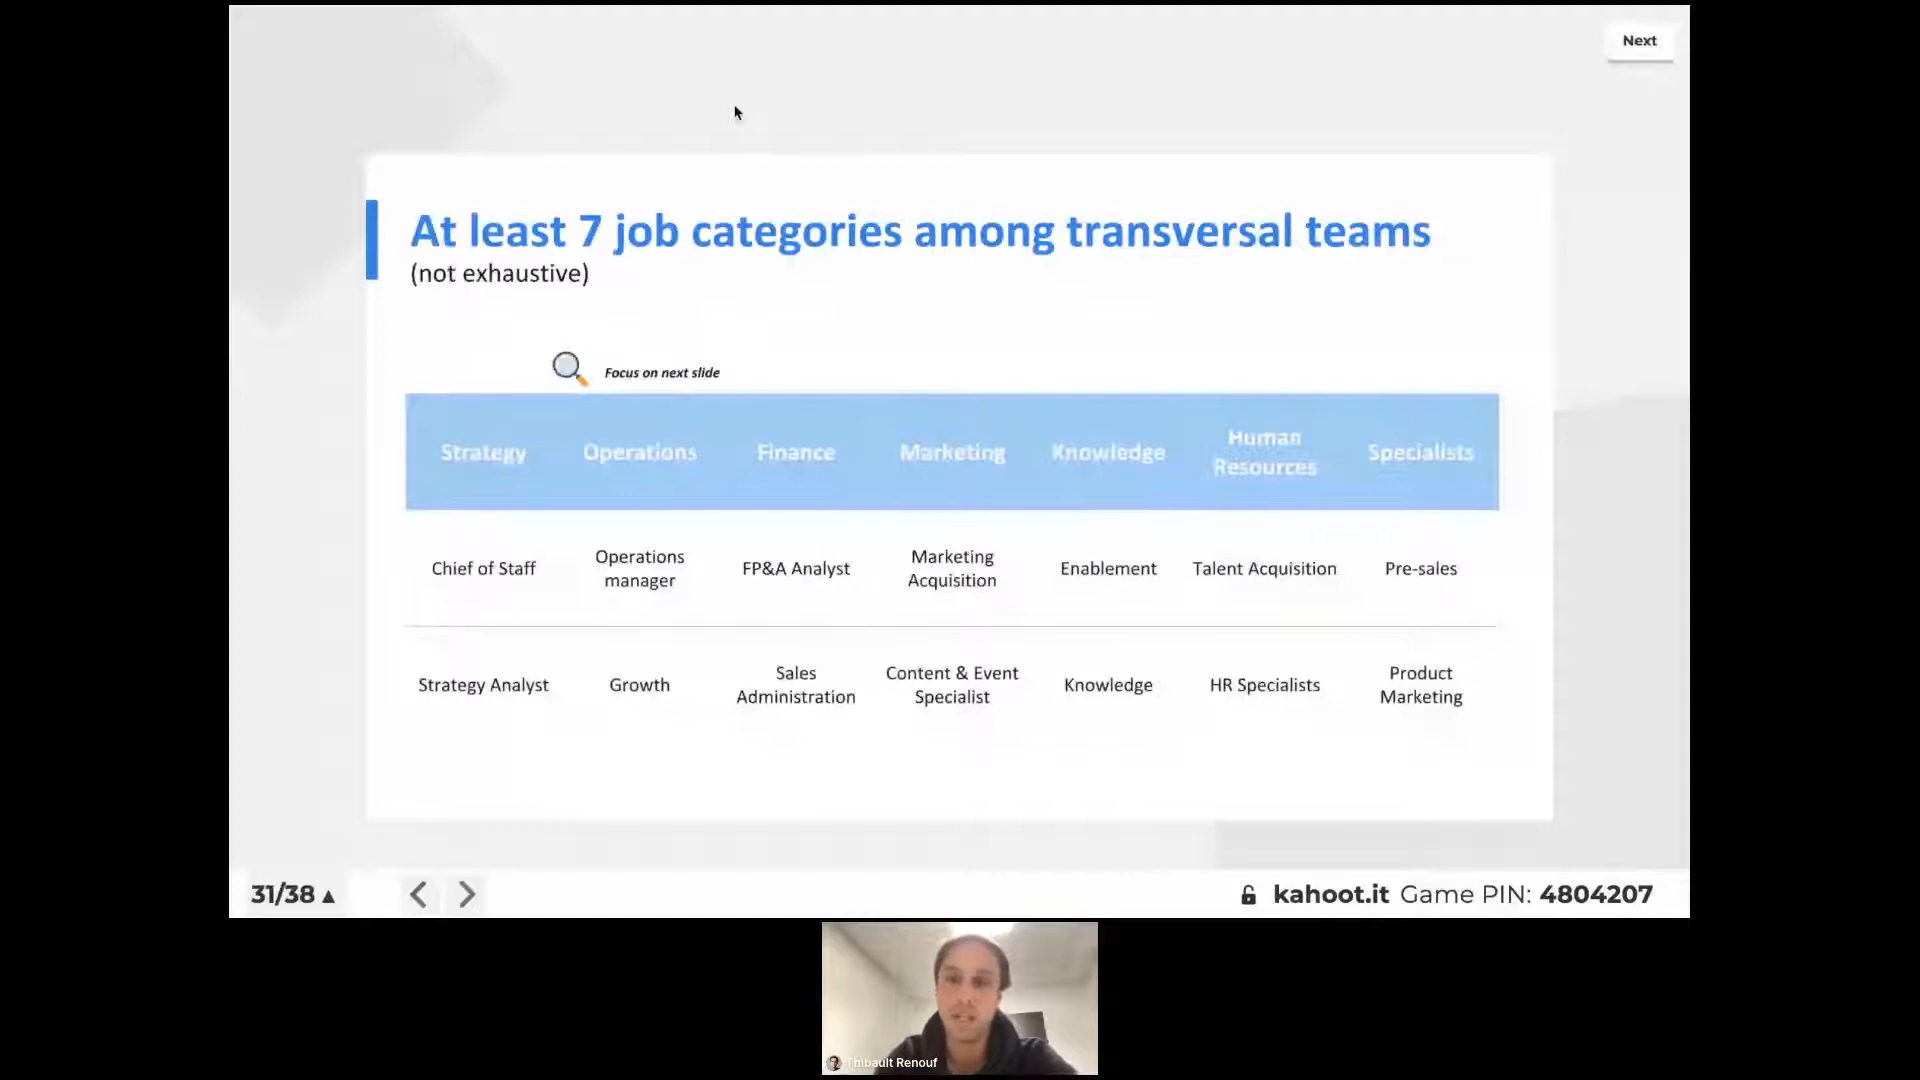 Next
At least 7 job categories among transversal teams
(not exhaustive)
Focus on next slide
Strategy
Operations
Finance
Marketing
Knowledge
Human
Resources
Specialists
Chief of Staff
Operations
manager
FP&A Analyst
Marketing
Acquisition
Enablement
Talent Acquisition
Pre-sales
Strategy Analyst
Growth
Sales
Administration
Content & Event
Specialist
Knowledge
HR Specialists
Product
Marketing
31/38 ▲
kahoot.it Game PIN: 4804207
Thibault Renouf